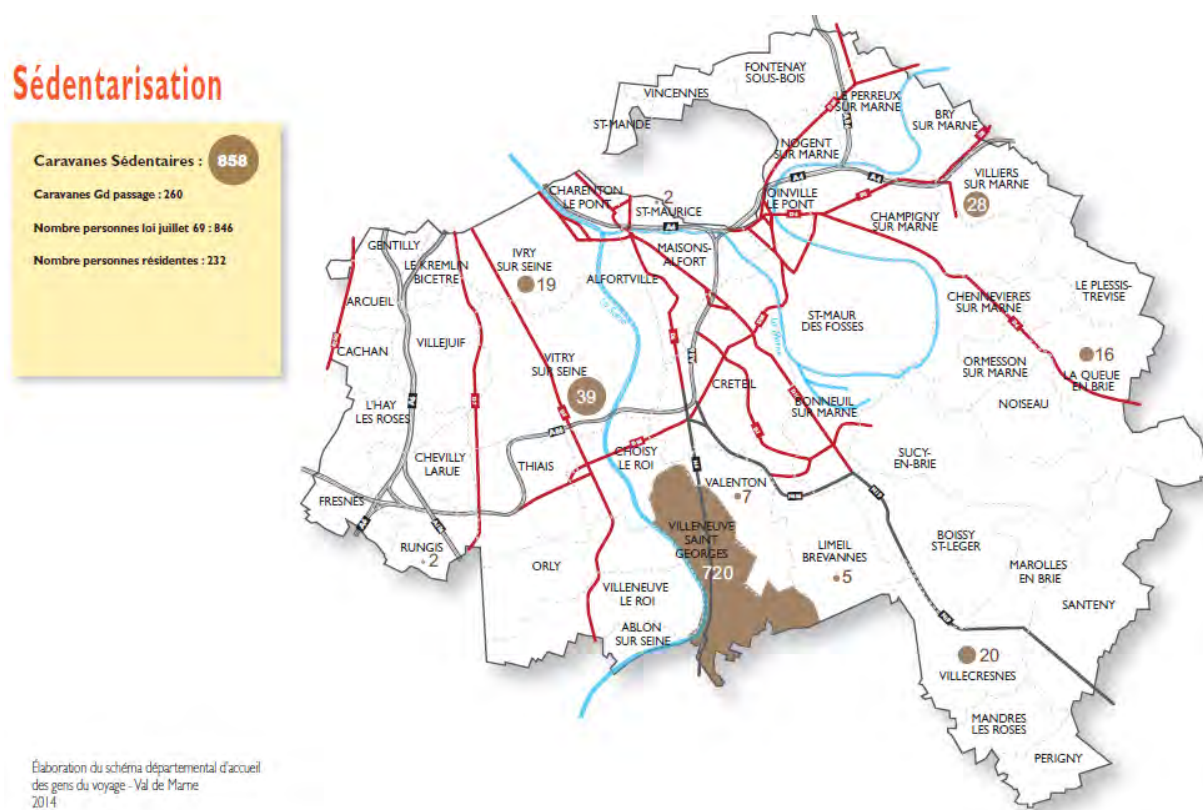 Sédentarisation
Caravanes Sédentaires : 858
Caravanes Gd passage : 260
Nombre personnes loi juillet 69 : 846
Nombre personnes résidentes : 232
FONTENAY
SOUS-BOIS
VINCENNES
LE PERREUX
SUR MARNE
ST-MANDE
BRY
SUR MARNE
NOGENT
SUR MARNE
VILLIERS
SUR MARNE
28
CHARENTON
LE PONT
2
ST-MAURICE
JOINVILLE
LE PONT
A4
A4
CHAMPIGNY
SUR MARNE
GENTILLY
LE KREMLIN
BICETRE
IVRY
SUR SEINE
19
MAISONS-
ALFORT
ALFORTVILLE
La Seine
ARCUEIL
CHENNEVIERES
SUR MARNE
LE PLESSIS-
TREVISE
ST-MAUR
DES FOSSES
CACHAN
VILLEJUIF
VITRY
SUR SEINE
39
CRETEIL
BONNEUIL
SUR MARNE
ORMESSON
SUR MARNE
16
LA QUEUE
EN BRIE
NOISEAU
L'HAY
LES ROSES
A86
CHEVILLY
LARUE
THIAIS
CHOISY
LE ROI
SUCY-
EN-BRIE
VALENTON
7
FRESNES
RUNGIS
2
ORLY
VILLENEUVE
SAINT
GEORGES
720
LIMEIL
BREVANNES
5
BOISSY
ST-LEGER
MAROLLES
EN BRIE
SANTENY
VILLENEUVE
LE ROI
ABLON
SUR SEINE
20
VILLECRESNES
MANDRES
LES ROSES
PERIGNY
Élaboration du schéma départemental d'accueil
des gens du voyage - Val de Marne
2014